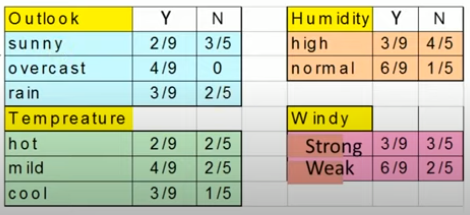 Outlook Y N
sunny 2/9 3/5
overcast 4/9 0
rain 3/9 2/5
Tempreature
hot 2/9 2/5
mild 4/9 2/5
cool 3/9 1/5
Humidity Y N
high 3/9 4/5
normal 6/9 1/5
Windy
Strong 3/9 3/5
Weak 6/9 2/5